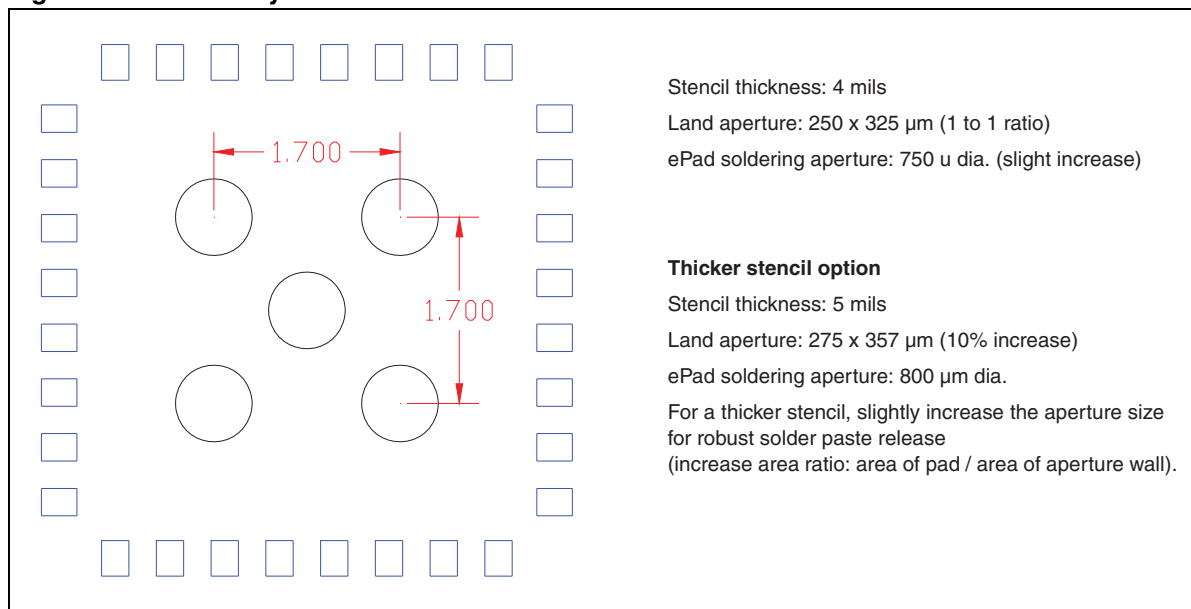 1.700
1.700
Stencil thickness: 4 mils
Land aperture: 250 x 325 µm (1 to 1 ratio)
ePad soldering aperture: 750 u dia. (slight increase)
Thicker stencil option
Stencil thickness: 5 mils
Land aperture: 275 x 357 µm (10% increase)
ePad soldering aperture: 800 µm dia.
For a thicker stencil, slightly increase the aperture size
for robust solder paste release
(increase area ratio: area of pad / area of aperture wall).